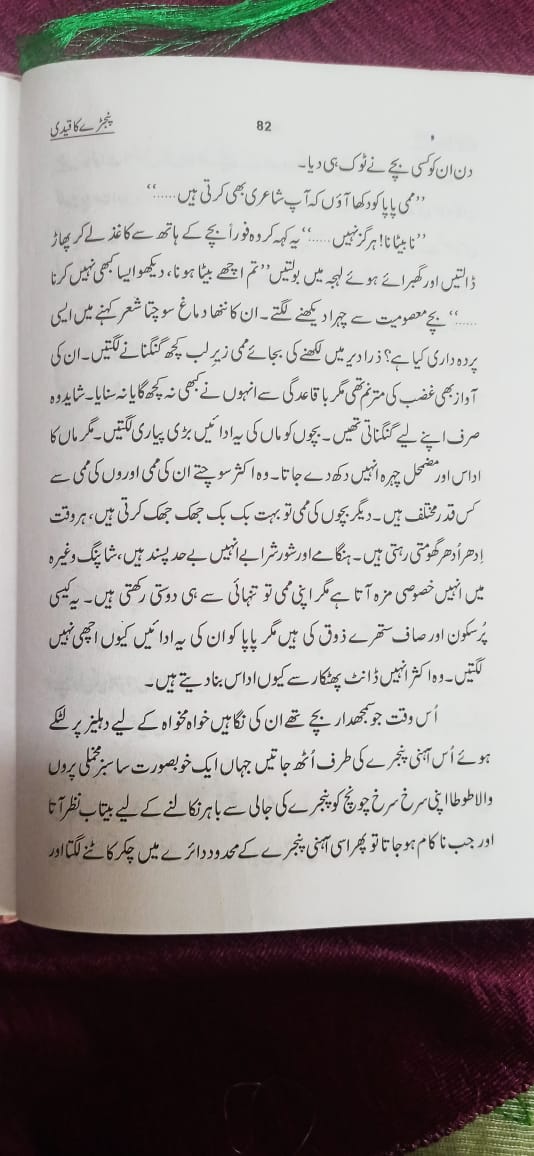 82
پنجڑے کا قیدی
دن ان کو کسی بچے نے ٹوک ہی دیا۔
”ممی پاپا کو دکھا آؤں کہ آپ شاعری بھی کرتی ہیں……“
”نا بیٹا نا! ہرگز نہیں……“ یہ کہہ کر وہ فوراً بچے کے ہاتھ سے کاغذ لے کر پھاڑ
ڈالتیں اور گھبرائے ہوئے لہجہ میں بولتیں ”تم اچھے بیٹا ہونا، دیکھو ایسا کبھی نہیں کرنا
……“ بچے معصومیت سے چہرا دیکھنے لگتے۔ ان کا ننھا دماغ سوچتا شعر کہنے میں ایسی
پردہ داری کیا ہے؟ ذرا دیر میں لکھنے کی بجائے ممی زیر لب کچھ گنگنانے لگتیں۔ ان کی
آواز بھی غضب کی مترنم تھی مگر باقاعدگی سے انہوں نے کبھی نہ کچھ گایا نہ سنایا۔ شاید وہ
صرف اپنے لیے گنگناتی تھیں۔ بچوں کو ماں کی یہ ادائیں بڑی پیاری لگتیں۔ مگر ماں کا
اداس اور مضمحل چہرہ انہیں دکھ دے جاتا۔ وہ اکثر سوچتے ان کی ممی اوروں کی ممی سے
کس قدر مختلف ہیں۔ دیگر بچوں کی ممی تو بہت بک بک جھک جھک کرتی ہیں، ہر وقت
اِدھر اُدھر گھومتی رہتی ہیں۔ ہنگامے اور شور شرابے انہیں بے حد پسند ہیں، شاپنگ وغیرہ
میں انہیں خصوصی مزہ آتا ہے مگر اپنی ممی تو تنہائی سے ہی دوستی رکھتی ہیں۔ یہ کیسی
پُرسکون اور صاف ستھرے ذوق کی ہیں مگر پاپا کو ان کی یہ ادائیں کیوں اچھی نہیں
لگتیں۔ وہ اکثر انہیں ڈانٹ پھٹکار سے کیوں اداس بنا دیتے ہیں۔
اُس وقت جو سمجھدار بچے تھے ان کی نگاہیں خواہ مخواہ کے لیے دہلیز پر لٹکے
ہوئے اُس آہنی پنجرے کی طرف اُٹھ جاتیں جہاں ایک خوبصورت سا سبز مخملی پروں
والا طوطا اپنی سرخ سرخ چونچ کو پنجرے کی جالی سے باہر نکالنے کے لیے بیتاب نظر آتا
اور جب ناکام ہوجاتا تو پھر اسی آہنی پنجرے کے محدود دائرے میں چکر کاٹنے لگتا اور